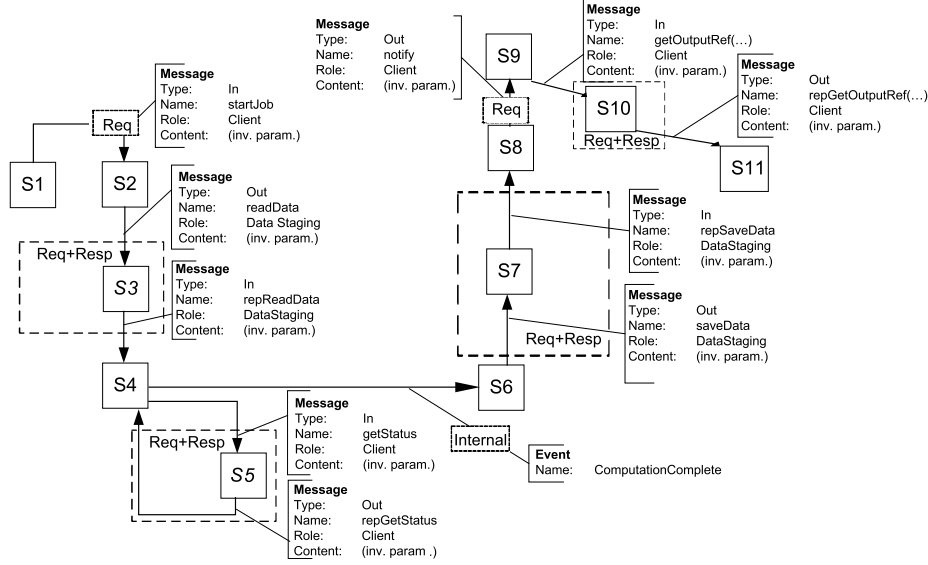 Message
Type: In
Name: startJob
Role: Client
Content: (inv. param.)
Req
S1
S2
Message
Type: Out
Name: readData
Role: Data Staging
Content: (inv. param.)
Req+Resp
S3
Message
Type: In
Name: repReadData
Role: DataStaging
Content: (inv. param.)
S4
Req+Resp
S5
Message
Type: In
Name: getStatus
Role: Client
Content: (inv. param.)
Message
Type: Out
Name: repGetStatus
Role: Client
Content: (inv. param .)
Internal
Event
Name: ComputationComplete
S6
Message
Type: Out
Name: saveData
Role: DataStaging
Content: (inv. param.)
Req+Resp
S7
Message
Type: In
Name: repSaveData
Role: DataStaging
Content: (inv. param.)
S8
Req
Message
Type: Out
Name: notify
Role: Client
Content: (inv. param.)
S9
Message
Type: In
Name: getOutputRef(...)
Role: Client
Content: (inv. param.)
S10
Req+Resp
Message
Type: Out
Name: repGetOutputRef(...)
Role: Client
Content: (inv. param.)
S11